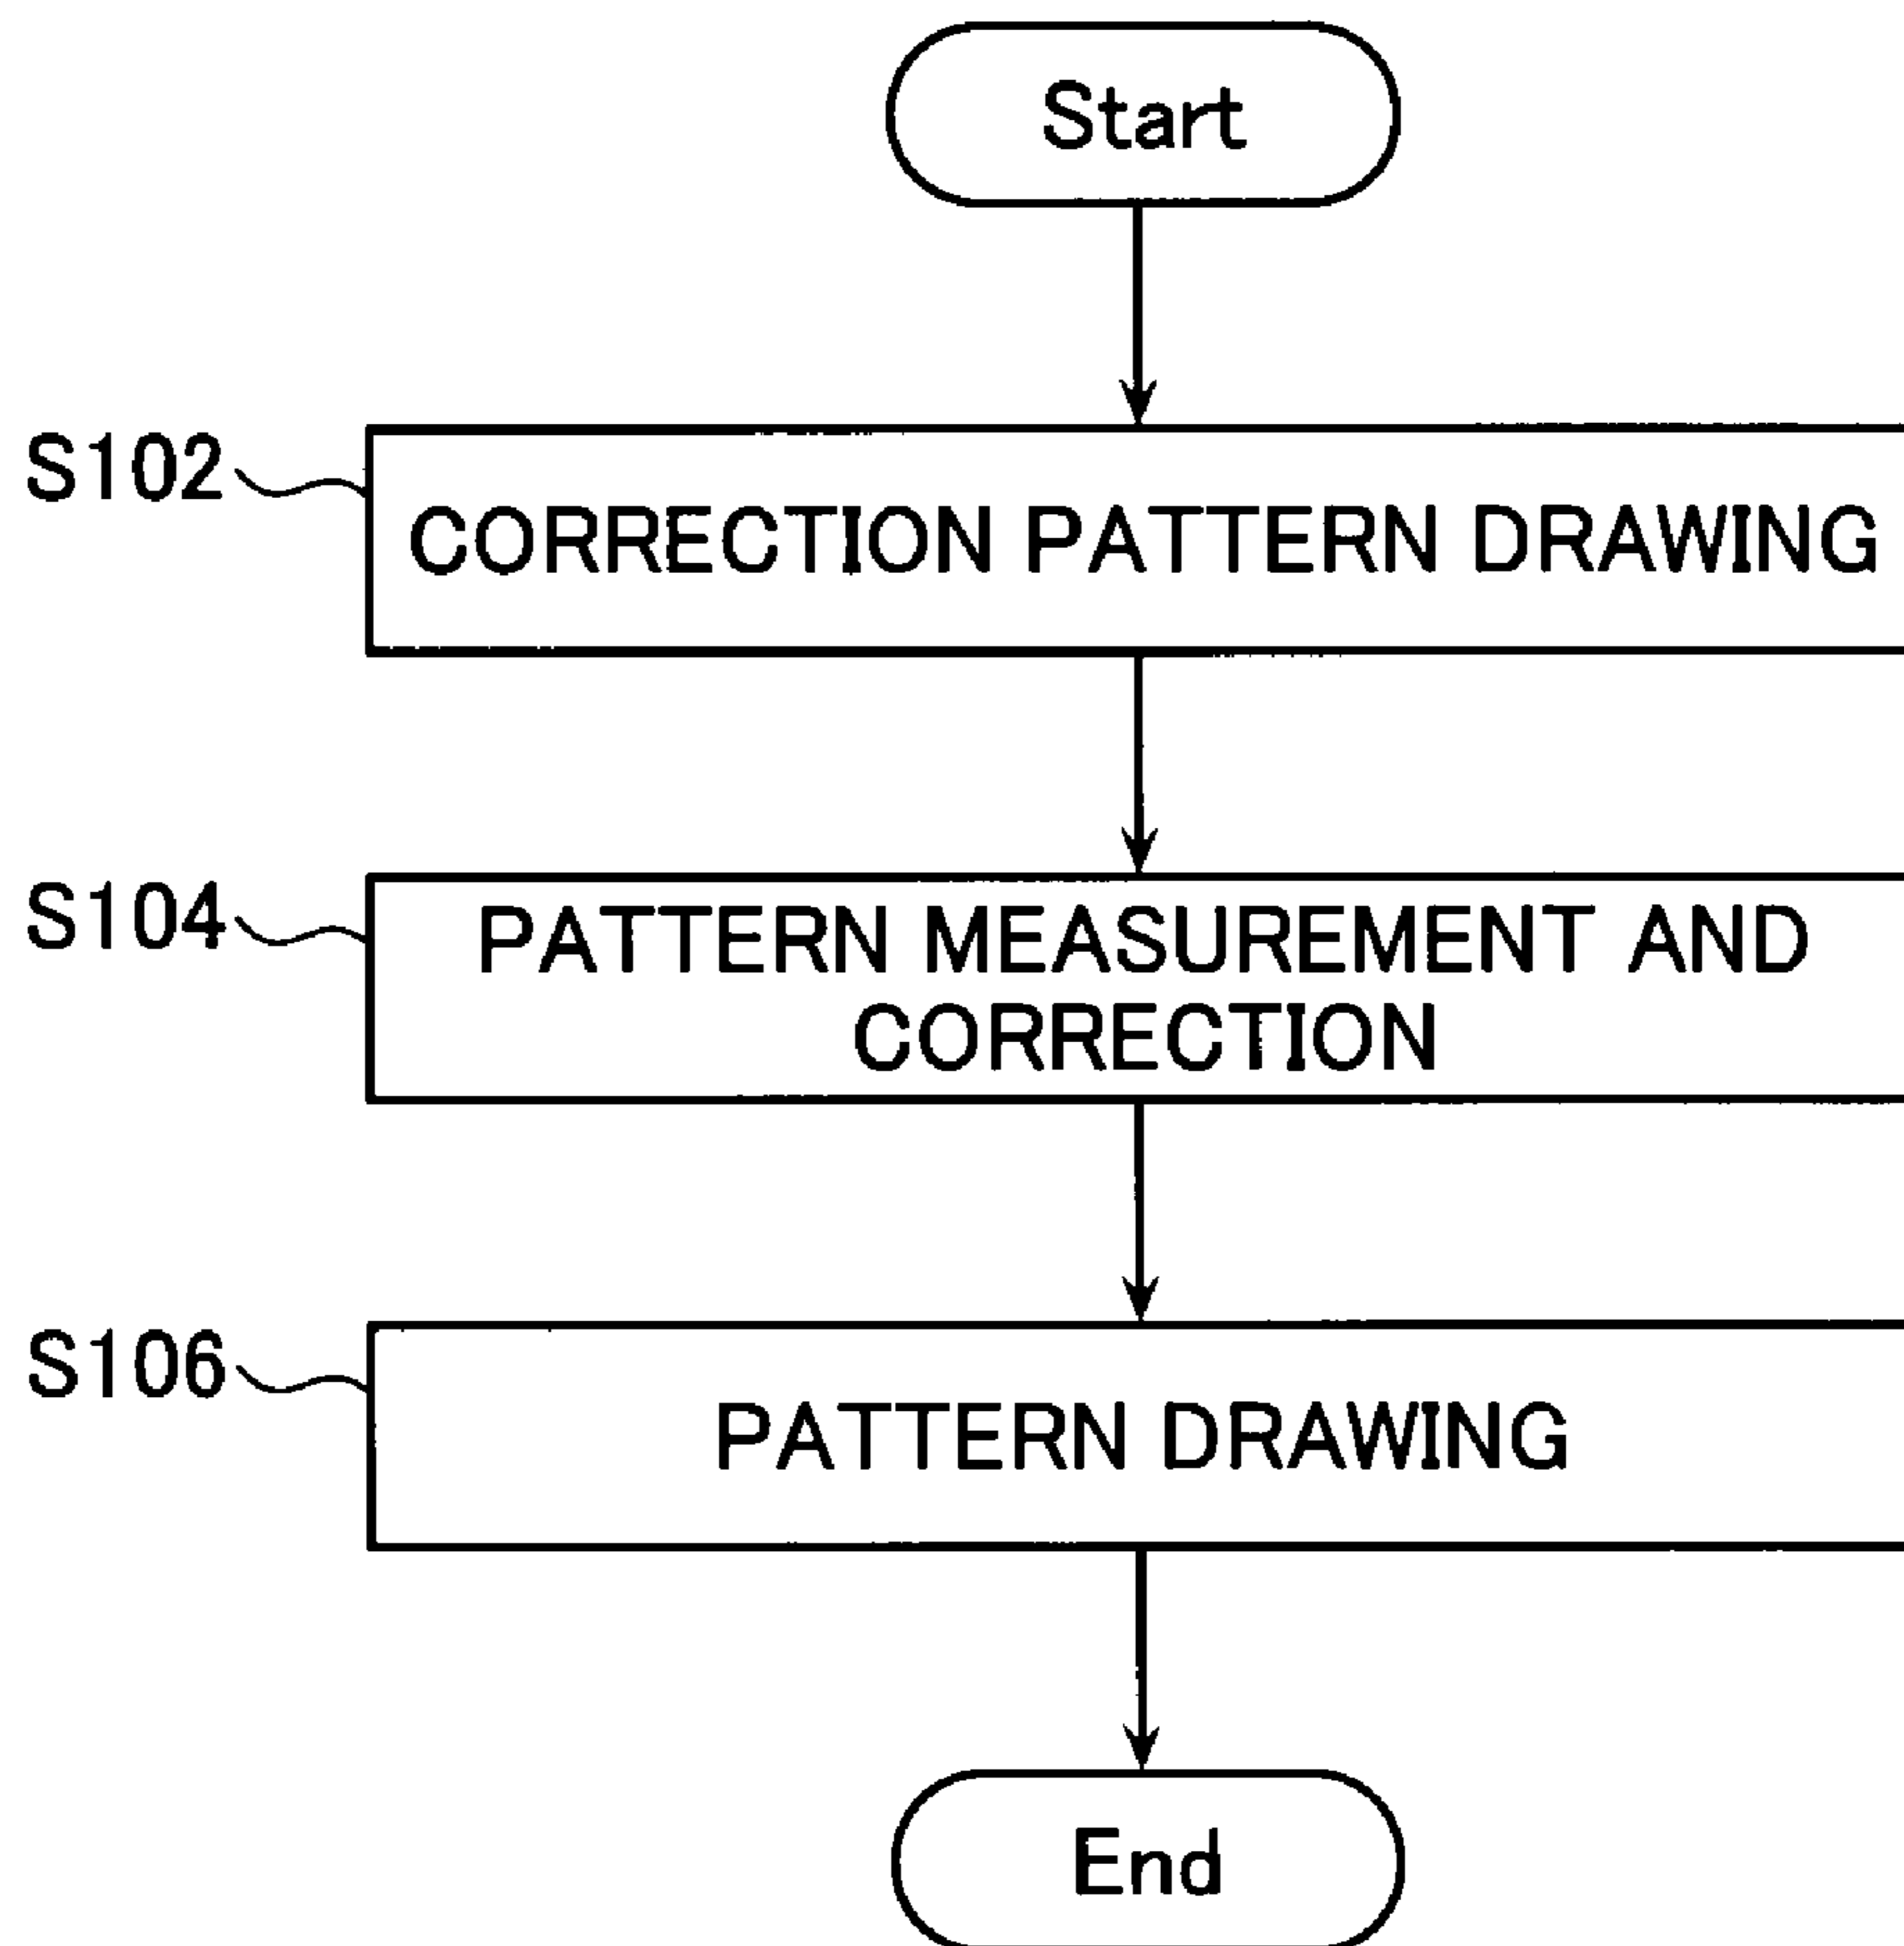 Start
S102
CORRECTION PATTERN DRAWING
S104
PATTERN MEASUREMENT AND
CORRECTION
S106
PATTERN DRAWING
End